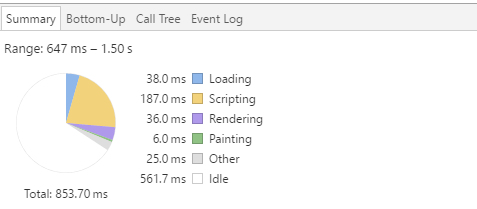 Summary Bottom-Up Call Tree Event Log
Range: 647 ms – 1.50 s
38.0 ms Loading
187.0 ms Scripting
36.0 ms Rendering
6.0 ms Painting
25.0 ms Other
561.7 ms Idle
Total: 853.70 ms